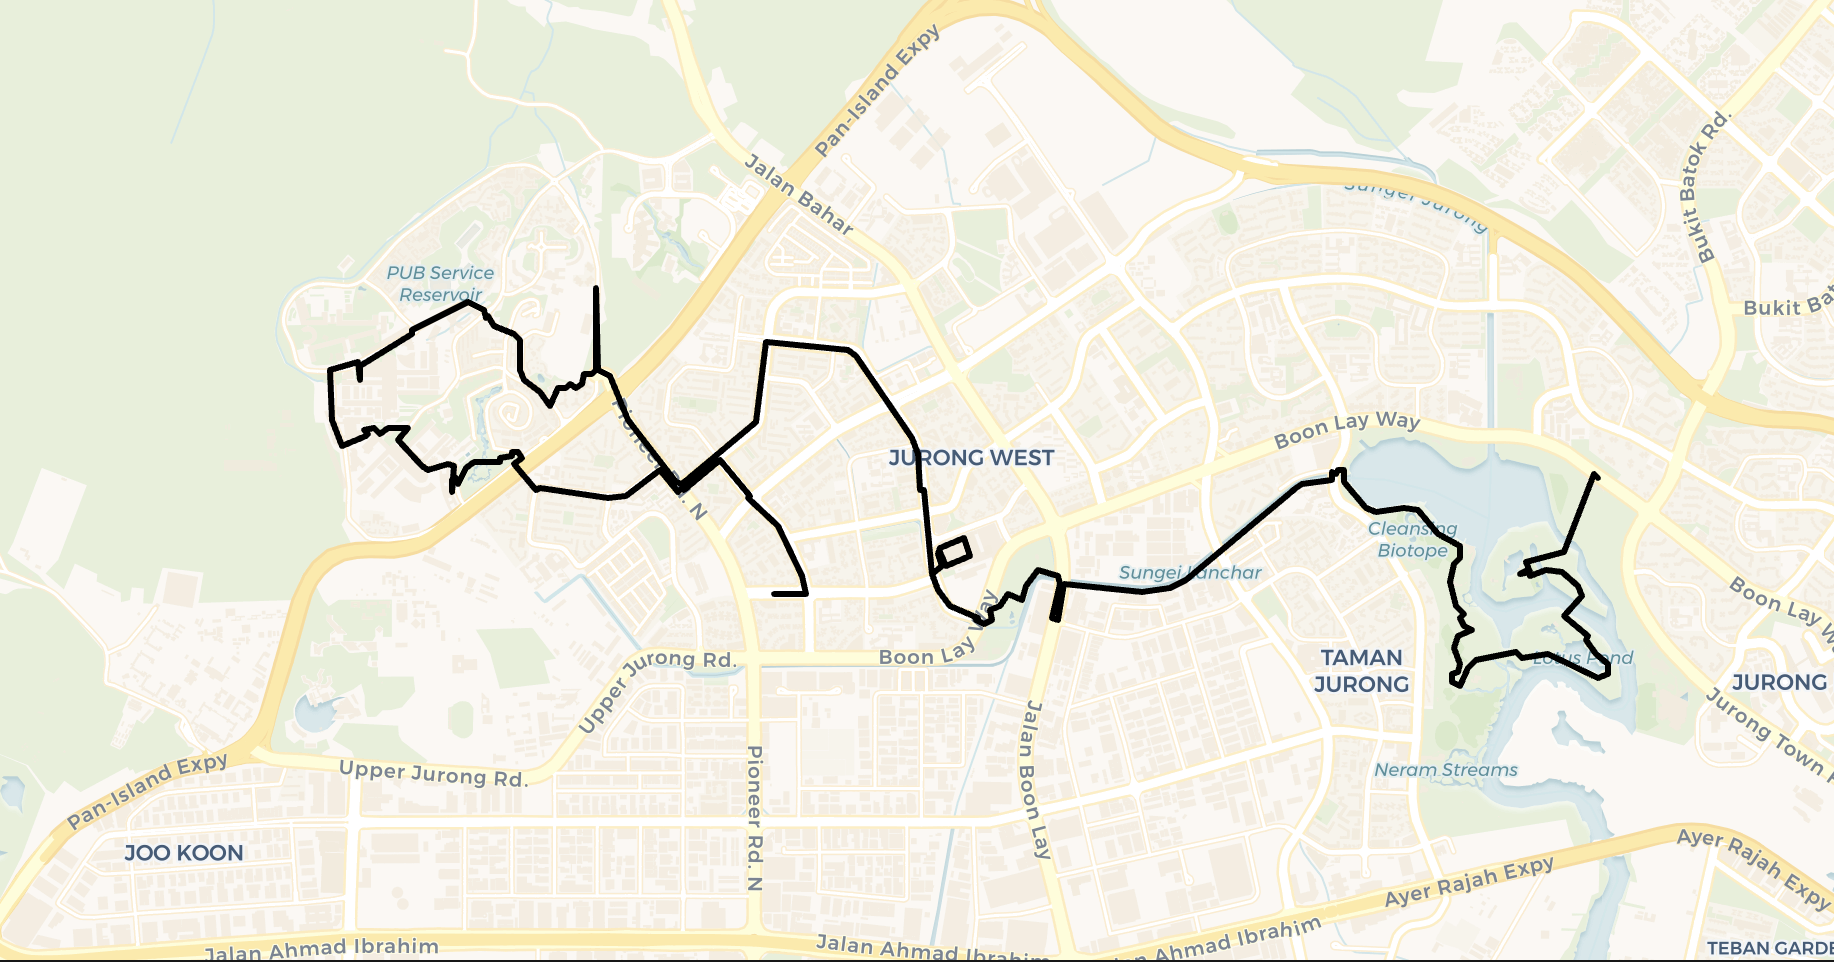 Pan-Island Expy
Jalan Bahar
Bukit Batok Rd.
Sungei Jurong
PUB Service
Reservoir
Bukit Bat
Pioneer Rd. N
JURONG WEST
Boon Lay Way
Cleansing
Biotope
Sungei Lanchar
Boon Lay Way
Boon Lay W
Upper Jurong Rd.
TAMAN
JURONG
Lotus Pond
JURONG
Jurong Town
Jalan Boon Lay
Pioneer Rd. N
Pan-Island Expy
Upper Jurong Rd.
Neram Streams
JOO KOON
Ayer Rajah Expy
Ayer Rajah Expy
Jalan Ahmad Ibrahim
Jalan Ahmad Ibrahim
Ahmad Ibrahim
TEBAN GARDE